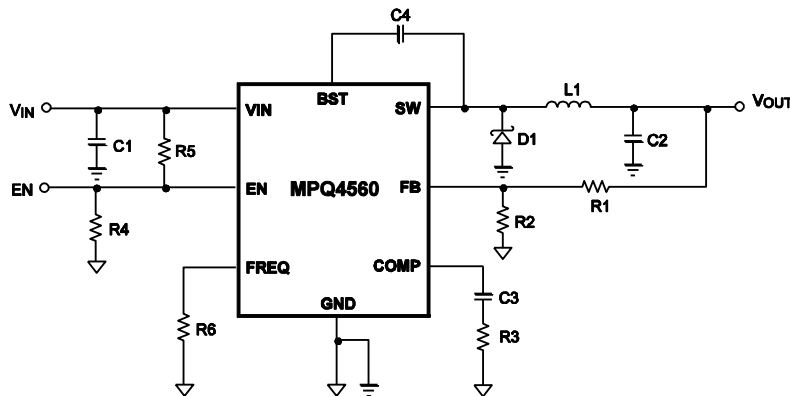 C4
BST
VIN
VIN
SW
L1
VOUT
C1
R5
D1
C2
EN
EN
MPQ4560
FB
R1
R4
R2
FREQ
COMP
C3
GND
R6
R3